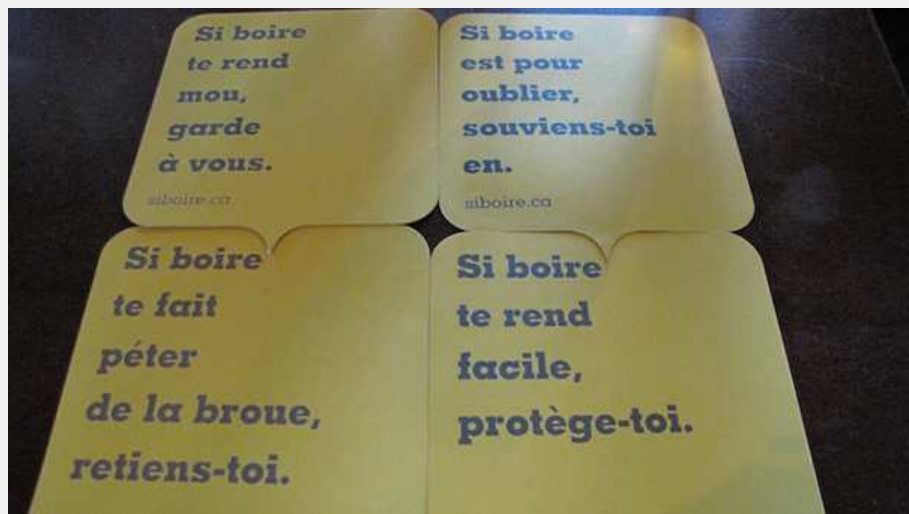 Si boire
te rend
mou,
garde
à vous.
siboire.ca
Si boire
est pour
oublier,
souviens-toi
en.
siboire.ca
Si boire
te fait
péter
de la broue,
retiens-toi.
Si boire
te rend
facile,
protège-toi.